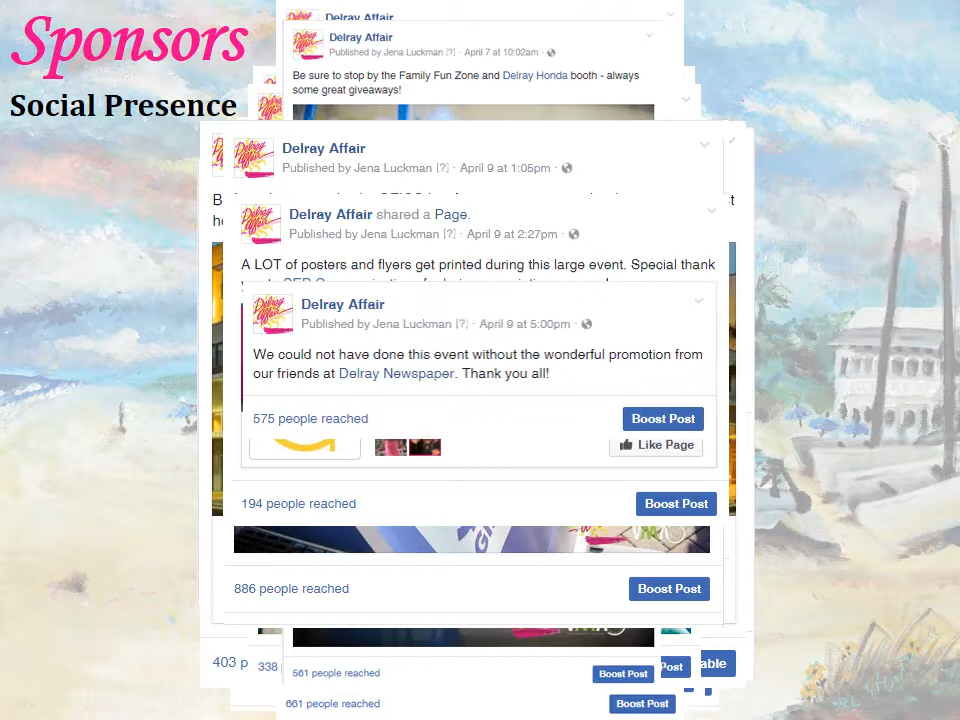 Sponsors
Social Presence
Delray Affair
Delray Affair
Published by Jena Luckman [?] · April 7 at 10:02am ·
Be sure to stop by the Family Fun Zone and Delray Honda booth - always
some great giveaways!
Delray Affair
Published by Jena Luckman [?] · April 9 at 1:05pm ·
Delray Affair shared a Page.
Published by Jena Luckman [?] · April 9 at 2:27pm ·
A LOT of posters and flyers get printed during this large event. Special thank
Delray Affair
Published by Jena Luckman [?] · April 9 at 5:00pm ·
We could not have done this event without the wonderful promotion from
our friends at Delray Newspaper. Thank you all!
575 people reached
Boost Post
Like Page
194 people reached
Boost Post
886 people reached
Boost Post
403 p
338
561 people reached
Boost Post
Post
able
661 people reached
Boost Post